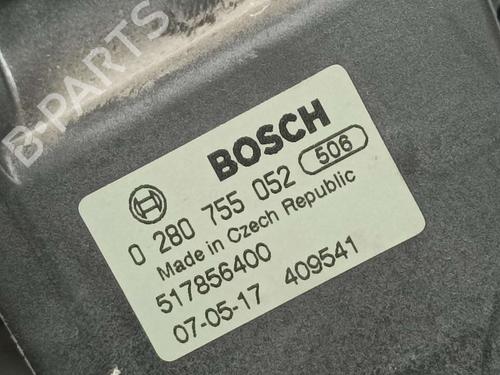 B-PARTS
BOSCH
0 280 755 052 506
Made in Czech Republic
517856400
07-05-17 409541